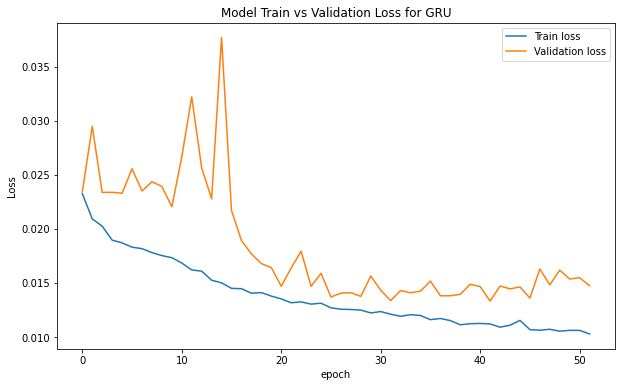 Model Train vs Validation Loss for GRU
Train loss
Validation loss
Loss
0.035
0.030
0.025
0.020
0.015
0.010
0
10
20
30
40
50
epoch